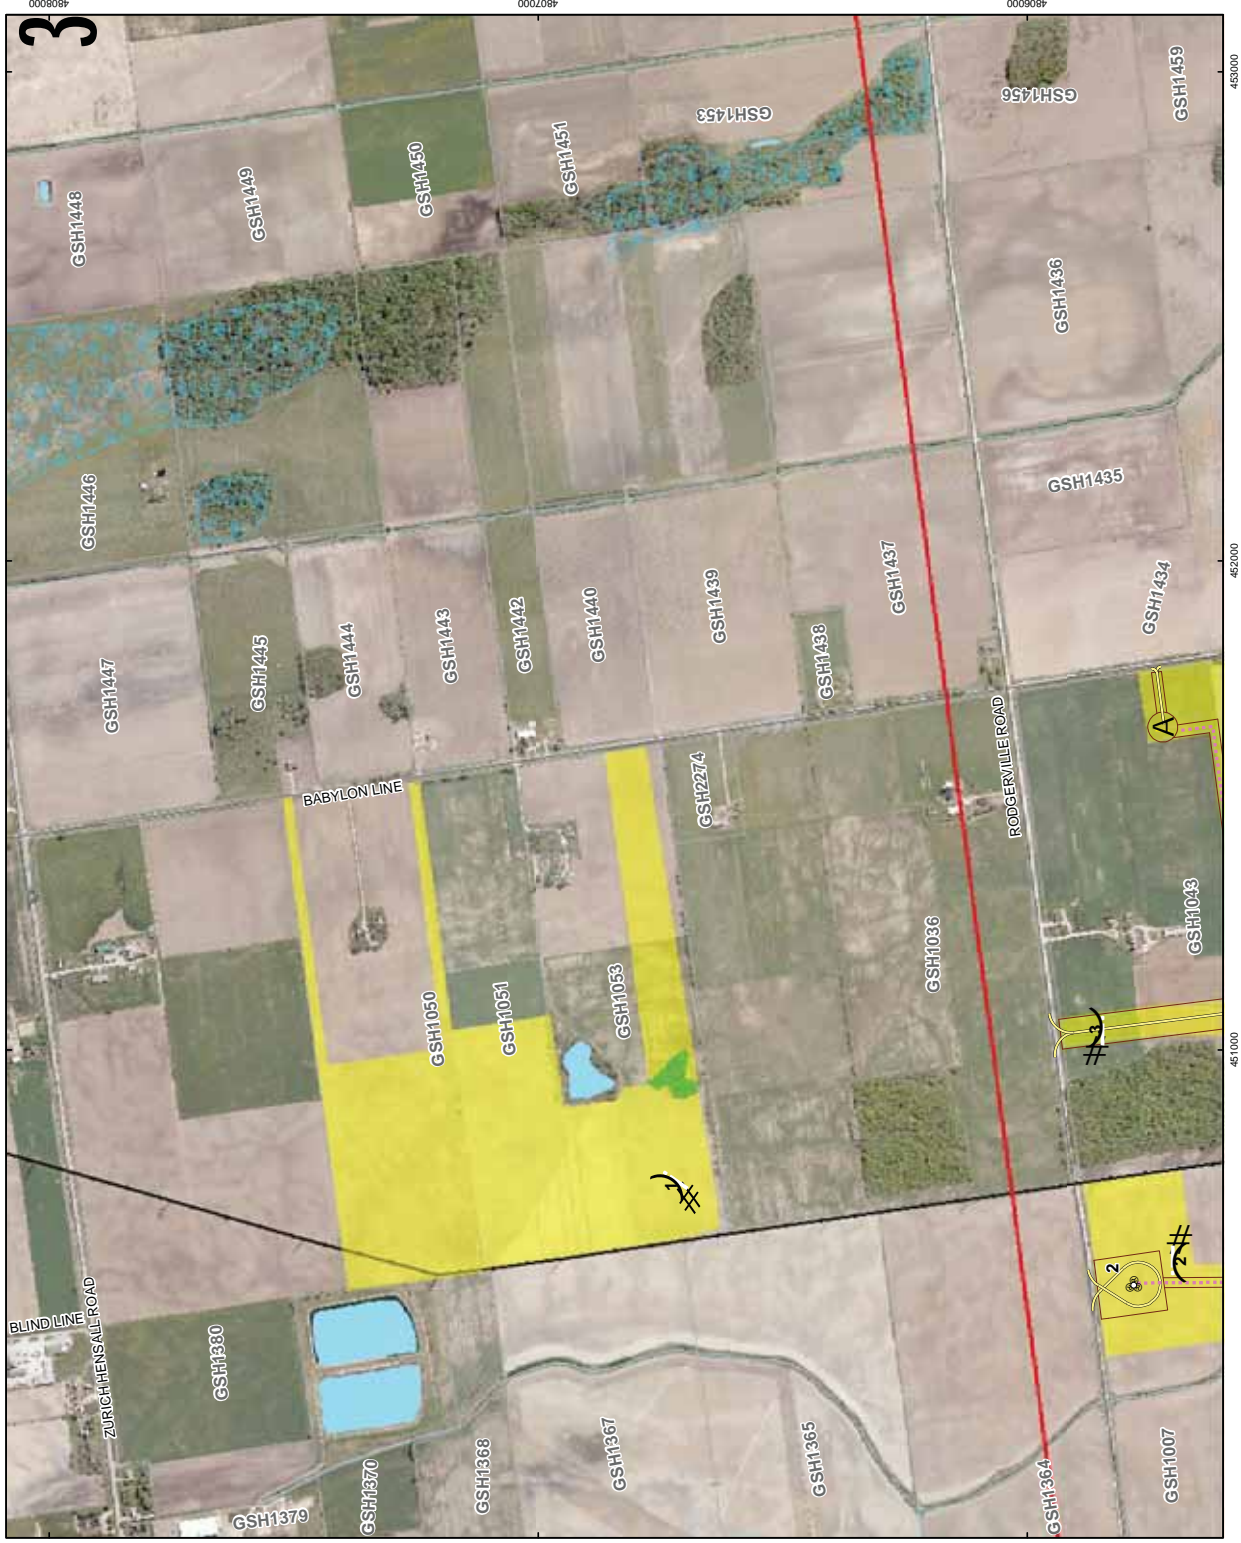 3
4808000
4807000
4806000
453000
452000
451000
GSH1448
GSH1449
GSH1450
GSH1451
GSH1453
GSH1456
GSH1459
GSH1446
GSH1436
GSH1435
GSH1447
GSH1445
GSH1444
GSH1443
GSH1442
GSH1440
GSH1439
GSH1438
GSH1437
GSH1434
BABYLON LINE
GSH2274
RODGERVILLE ROAD
A
GSH1050
GSH1051
GSH1053
GSH1036
GSH1043
3
#
1
##
2
2
#
BLIND LINE
ZURICH HENSALL ROAD
GSH1380
GSH1379
GSH1370
GSH1368
GSH1367
GSH1365
GSH1364
GSH1007